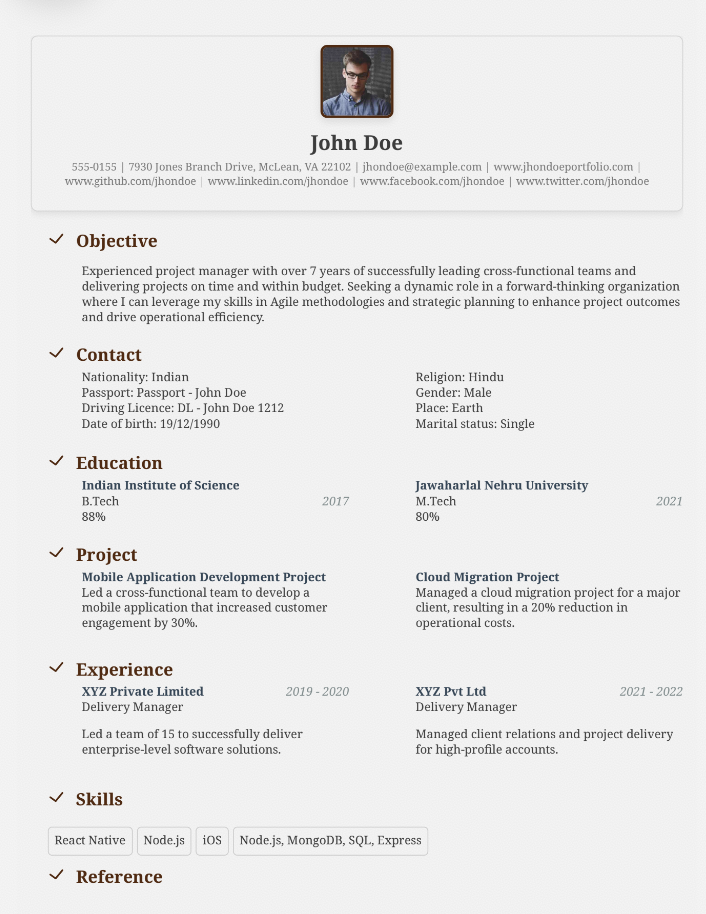 John Doe
555-0155 | 7930 Jones Branch Drive, McLean, VA 22102 | jhondoe@example.com | www.jhondoeportfolio.com |
www.github.com/jhondoe | www.linkedin.com/jhondoe | www.facebook.com/jhondoe | www.twitter.com/jhondoe
Objective
Experienced project manager with over 7 years of successfully leading cross-functional teams and
delivering projects on time and within budget. Seeking a dynamic role in a forward-thinking organization
where I can leverage my skills in Agile methodologies and strategic planning to enhance project outcomes
and drive operational efficiency.
Contact
Nationality: Indian
Passport: Passport - John Doe
Driving Licence: DL - John Doe 1212
Date of birth: 19/12/1990
Religion: Hindu
Gender: Male
Place: Earth
Marital status: Single
Education
Indian Institute of Science
B.Tech 2017
88%
Jawaharlal Nehru University
M.Tech 2021
80%
Project
Mobile Application Development Project
Led a cross-functional team to develop a
mobile application that increased customer
engagement by 30%.
Cloud Migration Project
Managed a cloud migration project for a major
client, resulting in a 20% reduction in
operational costs.
Experience
XYZ Private Limited 2019 - 2020
Delivery Manager
Led a team of 15 to successfully deliver
enterprise-level software solutions.
XYZ Pvt Ltd 2021 - 2022
Delivery Manager
Managed client relations and project delivery
for high-profile accounts.
Skills
React Native Node.js iOS Node.js, MongoDB, SQL, Express
Reference